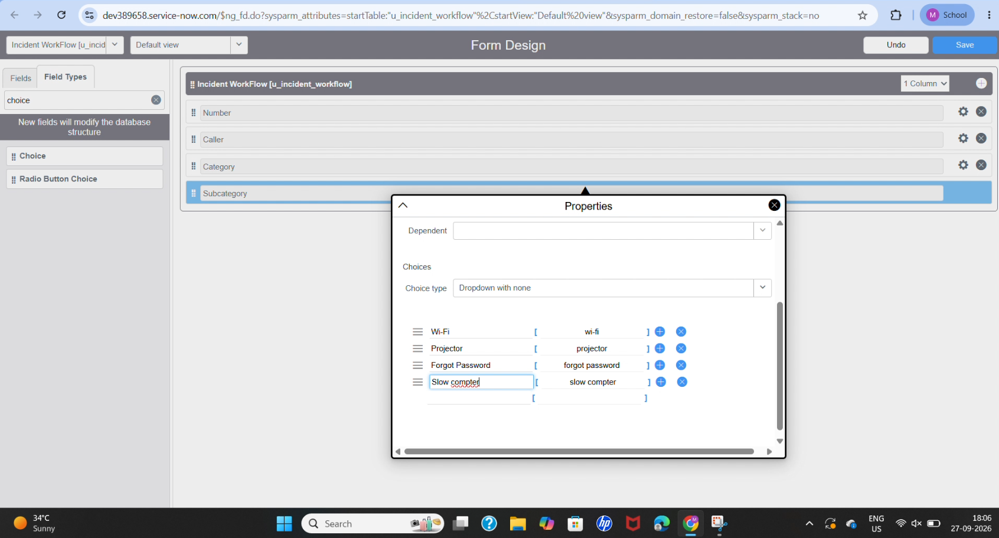 dev389658.service-now.com/$ng_fd.do?sysparm_attributes=startTable:"u_incident_workflow"%2CstartView:"Default%20view"&sysparm_domain_restore=false&sysparm_stack=no
M School
Incident WorkFlow [u_incid
Default view
Form Design
Undo
Save
Fields
Field Types
choice
New fields will modify the database
structure
Choice
Radio Button Choice
Incident WorkFlow [u_incident_workflow]
1 Column
Number
Caller
Category
Subcategory
Properties
Dependent
Choices
Choice type
Dropdown with none
Wi-Fi [ wi-fi ]
Projector [ projector ]
Forgot Password [ forgot password ]
Slow compter [ slow compter ]
[ ]
34°C
Sunny
Search
hp
M
ENG
US
18:06
27-09-2026